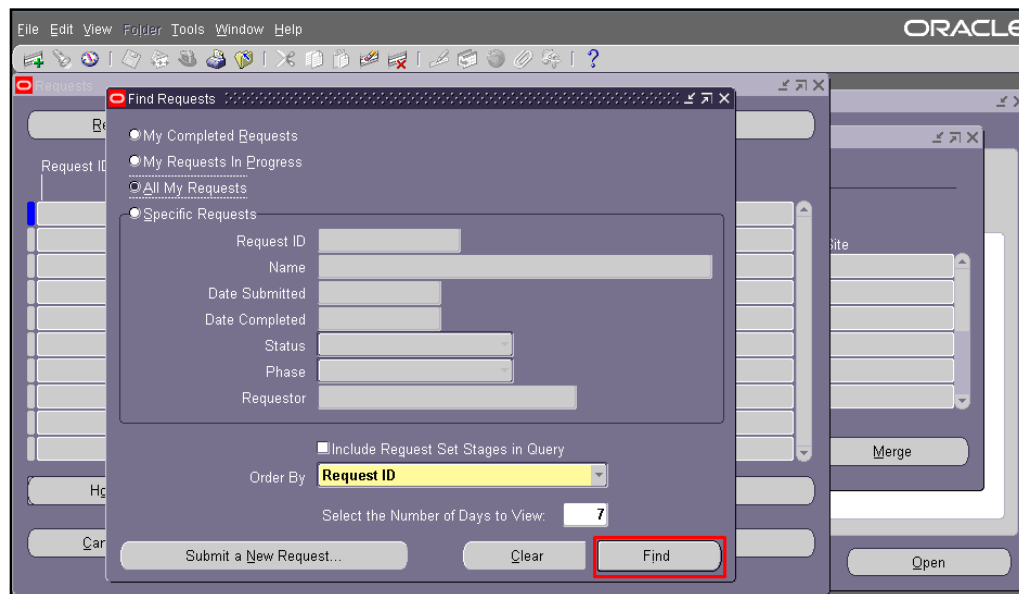 File Edit View Folder Tools Window Help
ORACLE
Requests
Find Requests
My Completed Requests
My Requests In Progress
Request ID
All My Requests
Specific Requests
Request ID
Name
Date Submitted
Date Completed
Status
Phase
Requestor
Site
Include Request Set Stages in Query
Merge
Order By Request ID
Select the Number of Days to View: 7
Submit a New Request...
Clear
Find
Open